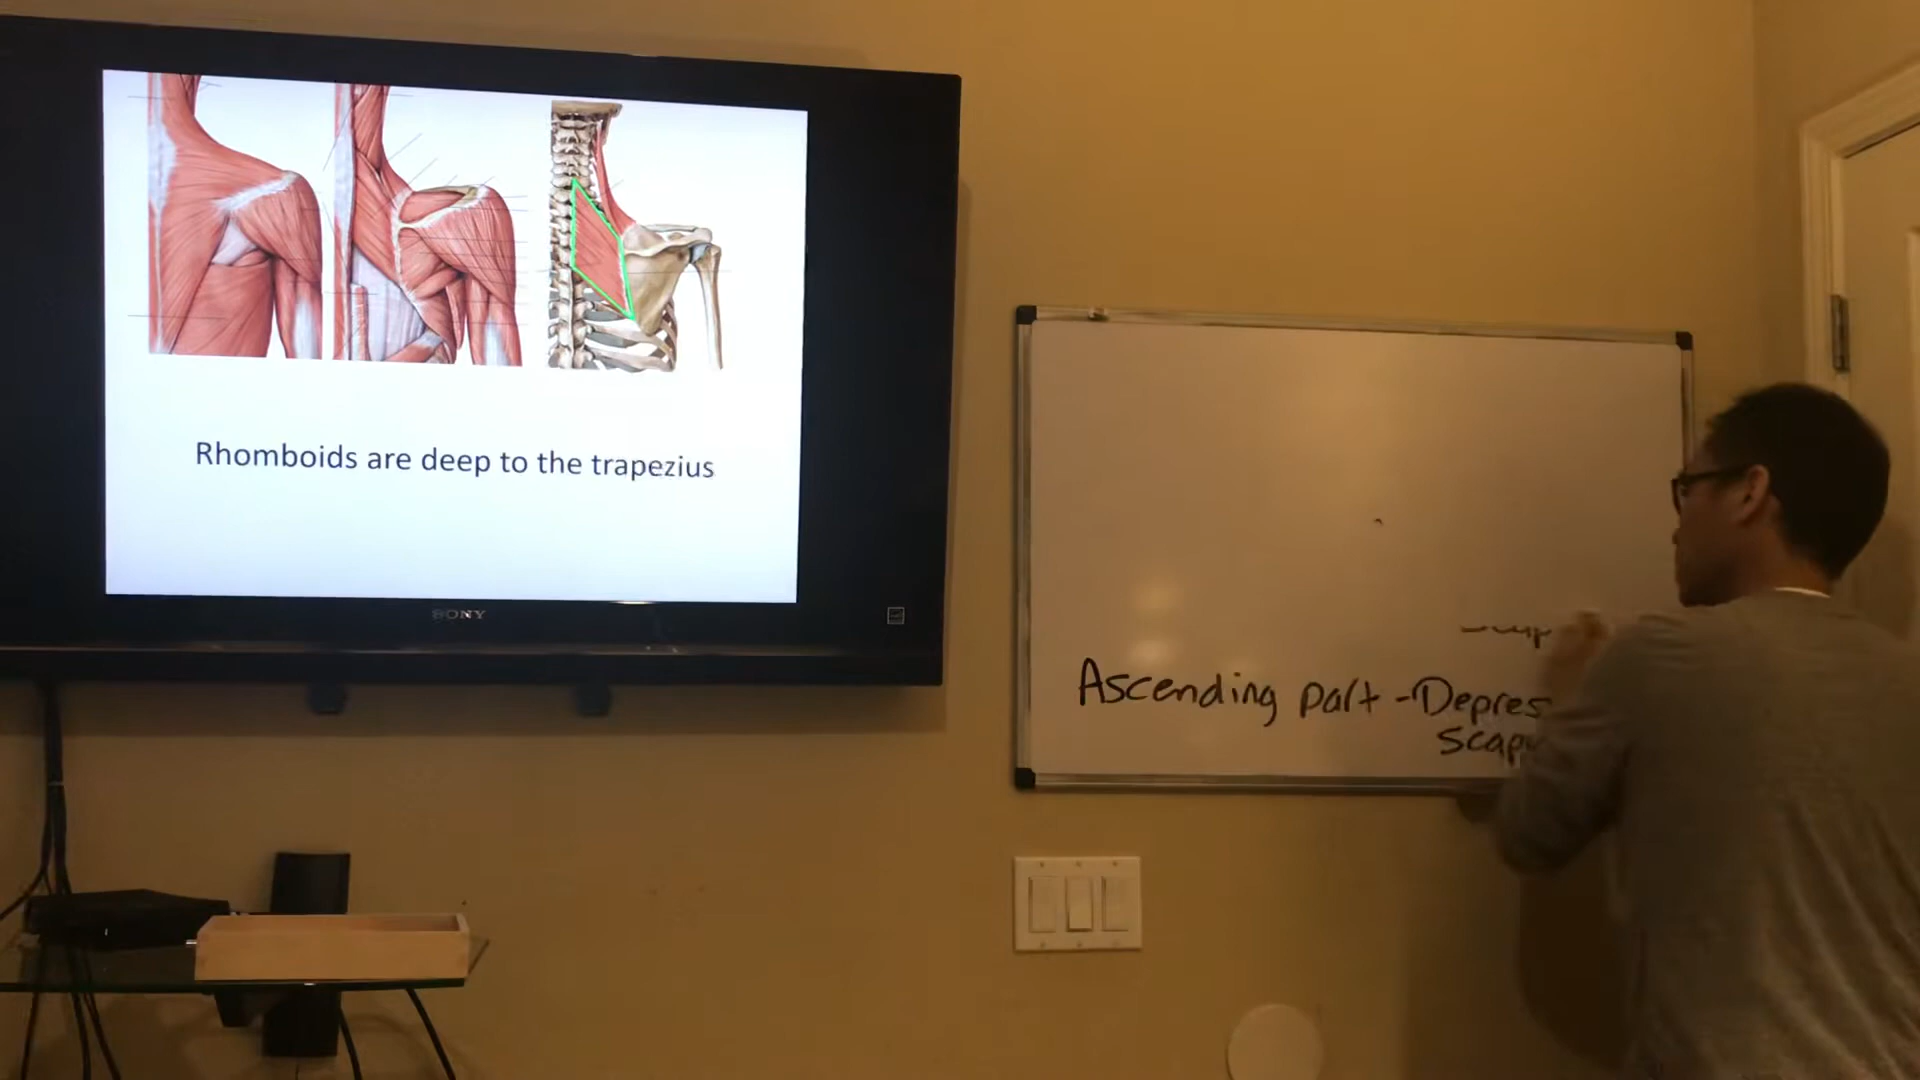 Rhomboids are deep to the trapezius
SONY
Ascending part - Depres
scap